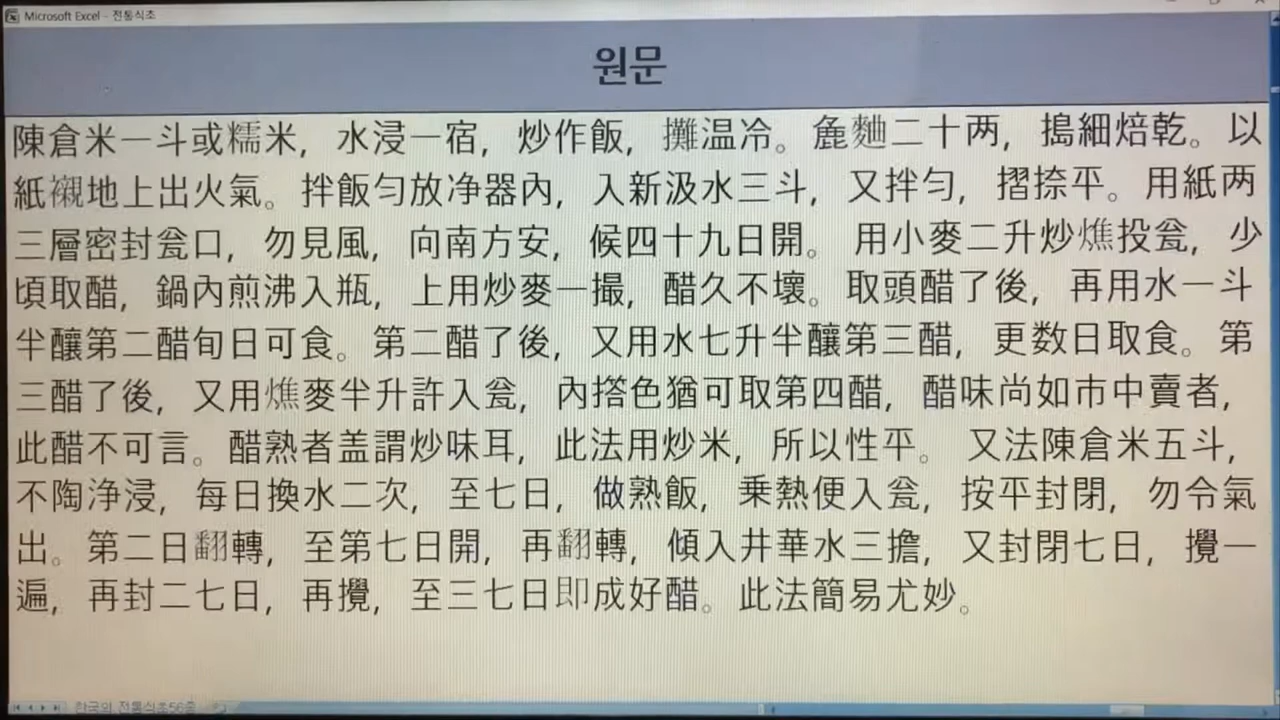 Microsoft Excel - 전통식초
원문
陳倉米一斗或糯米, 水浸一宿, 炒作飯, 攤温冷。麁麯二十两, 搗細焙乾。以
紙襯地上出火氣。拌飯匀放净器內, 入新汲水三斗, 又拌匀, 摺捺平。用紙两
三層密封瓮口, 勿見風, 向南方安, 候四十九日開。 用小麥二升炒燋投瓮, 少
頃取醋, 鍋內煎沸入瓶, 上用炒麥一撮, 醋久不壞。取頭醋了後, 再用水一斗
半釀第二醋旬日可食。第二醋了後, 又用水七升半釀第三醋, 更数日取食。第
三醋了後, 又用燋麥半升許入瓮, 內撘色猶可取第四醋, 醋味尚如市中賣者,
此醋不可言。醋熟者盖謂炒味耳, 此法用炒米, 所以性平。 又法陳倉米五斗,
不陶浄浸, 每日換水二次, 至七日, 做熟飯, 乗熱便入瓮, 按平封閉, 勿令氣
出。第二日翻轉, 至第七日開, 再翻轉, 傾入井華水三擔, 又封閉七日, 攪一
遍, 再封二七日, 再攪, 至三七日即成好醋。此法簡易尤妙。
한국의 전통식초56종